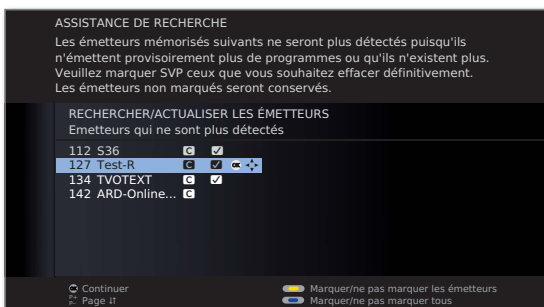 ASSISTANCE DE RECHERCHE
Les émetteurs mémorisés suivants ne seront plus détectés puisqu'ils
n'émettent provisoirement plus de programmes ou qu'ils n'existent plus.
Veuillez marquer SVP ceux que vous souhaitez effacer définitivement.
Les émetteurs non marqués seront conservés.
RECHERCHER/ACTUALISER LES ÉMETTEURS
Emetteurs qui ne sont plus détectés
112 S36 C
127 Test-R C OK
134 TVOTEXT C
142 ARD-Online... C
OK Continuer
Marquer/ne pas marquer les émetteurs
P+ P- Page
Marquer/ne pas marquer tous